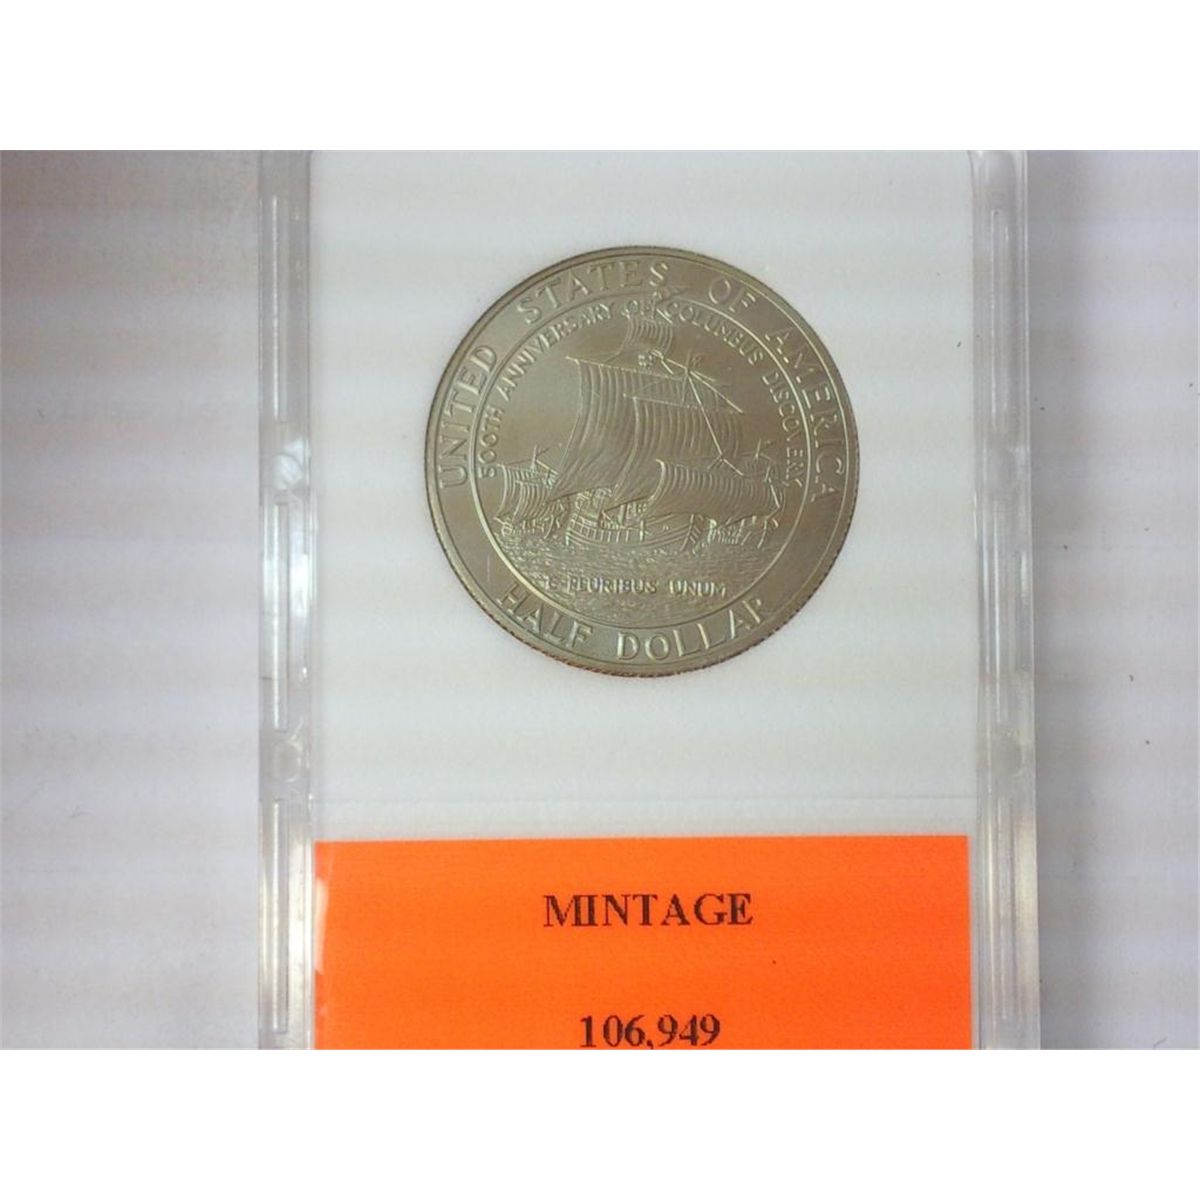 UNITED STATES OF AMERICA
500TH ANNIVERSARY OF COLUMBUS DISCOVERY
E PLURIBUS UNUM
HALF DOLLAR
MINTAGE
106,949